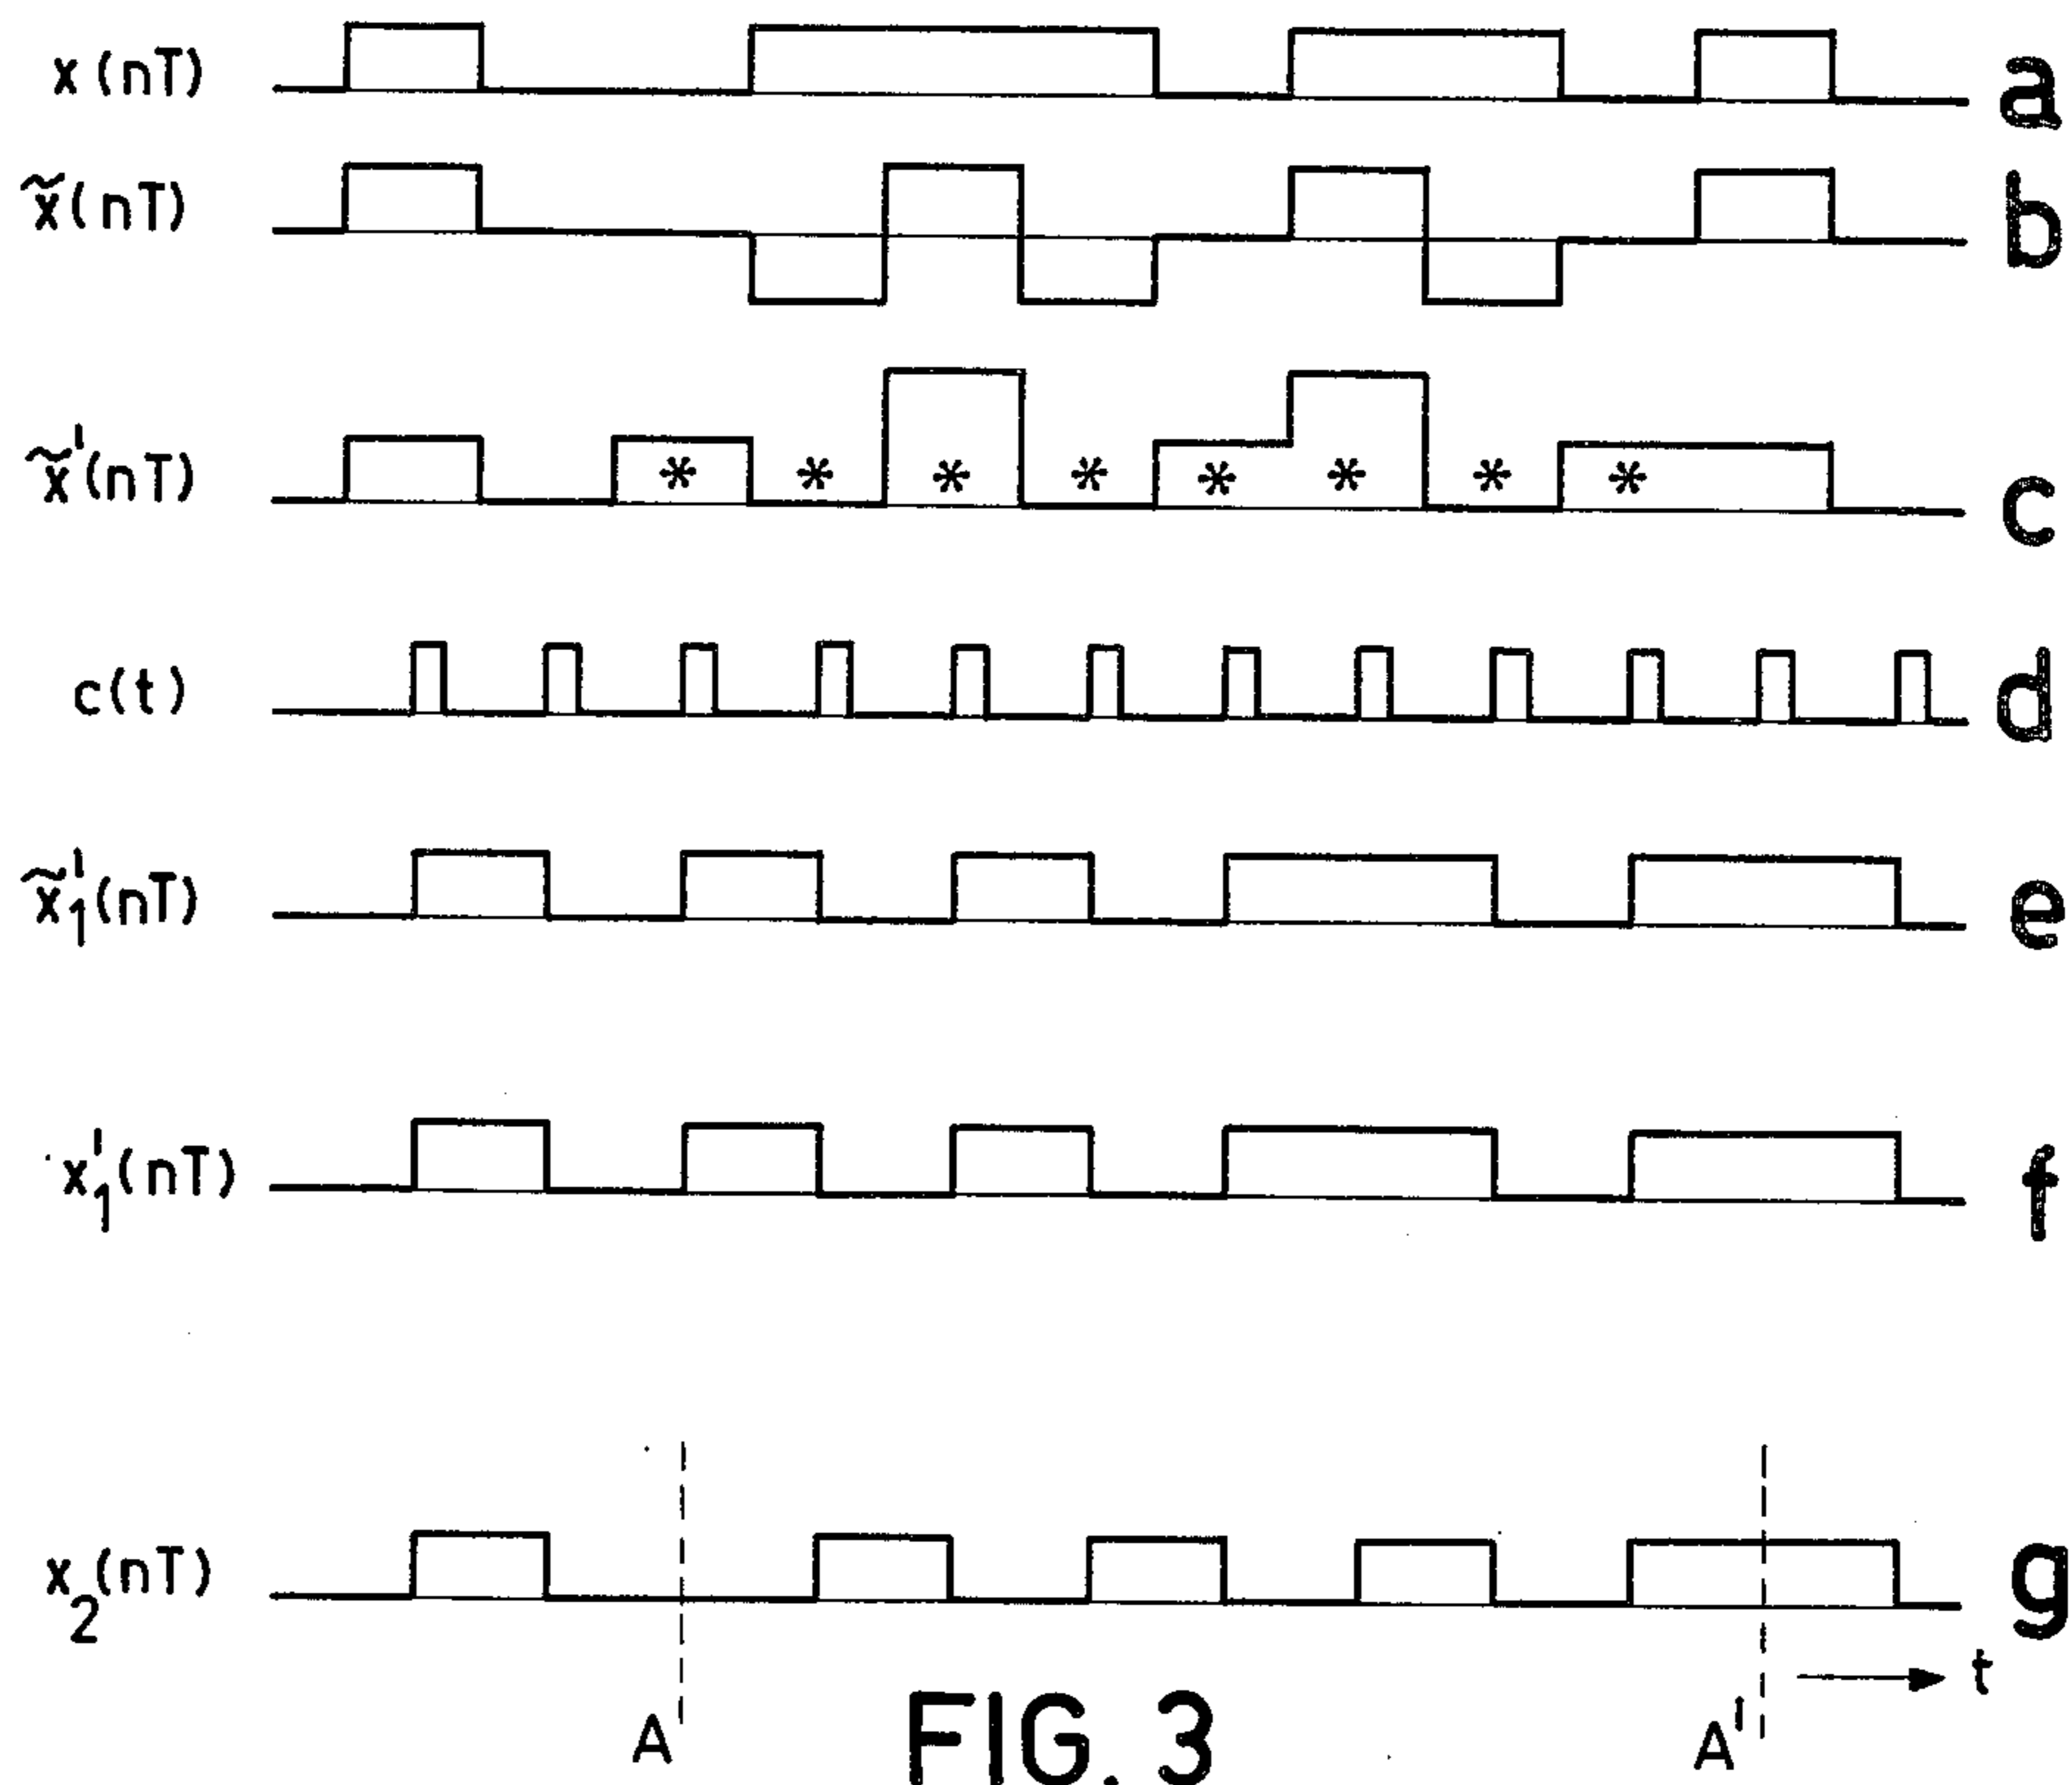 x(nT) a
x̃(nT) b
x̃'(nT) * * * * * * * * c
c(t) d
x̃'₁(nT) e
x'₁(nT) f
x₂(nT) g
t
A A'
FIG. 3